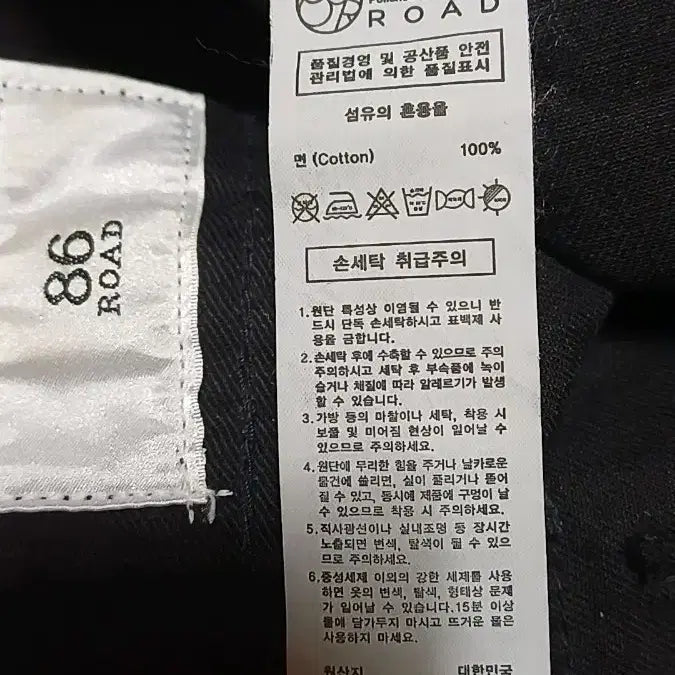 ROAD
품질경영 및 공산품 안전
관리법에 의한 품질표시
섬유의 혼용율
면 (Cotton) 100%
손세탁 취급주의
1.원단 특성상 이염될 수 있으니 반
드시 단독 손세탁하시고 표백제 사
용을 금합니다.
2.손세탁 후에 수축할 수 있으므로 주의
주의하시고 세탁 후 부속품에 녹이
슬거나 체질에 따라 알레르기가 발생
할 수 있습니다.
3.가방 등의 마찰이나 세탁, 착용 시
보풀 및 미어짐 현상이 일어날 수
있으므로 주의하세요.
4.원단에 무리한 힘을 주거나 날카로운
물건에 쓸리면, 실이 풀리거나 뜯어
질 수 있고, 동시에 제품에 구멍이 날
수 있으므로 착용 시 주의하세요.
5.직사광선이나 실내조명 등 장시간
노출되면 변색, 탈색이 될 수 있으
므로 주의하세요.
6.중성세제 이외의 강한 세제를 사용
하면 옷의 변색, 탈색, 형태상 문제
가 일어날 수 있습니다.15분 이상
물에 담가두지 마시고 뜨거운 물은
사용하지 마세요.
원산지 대한민국
86
ROAD